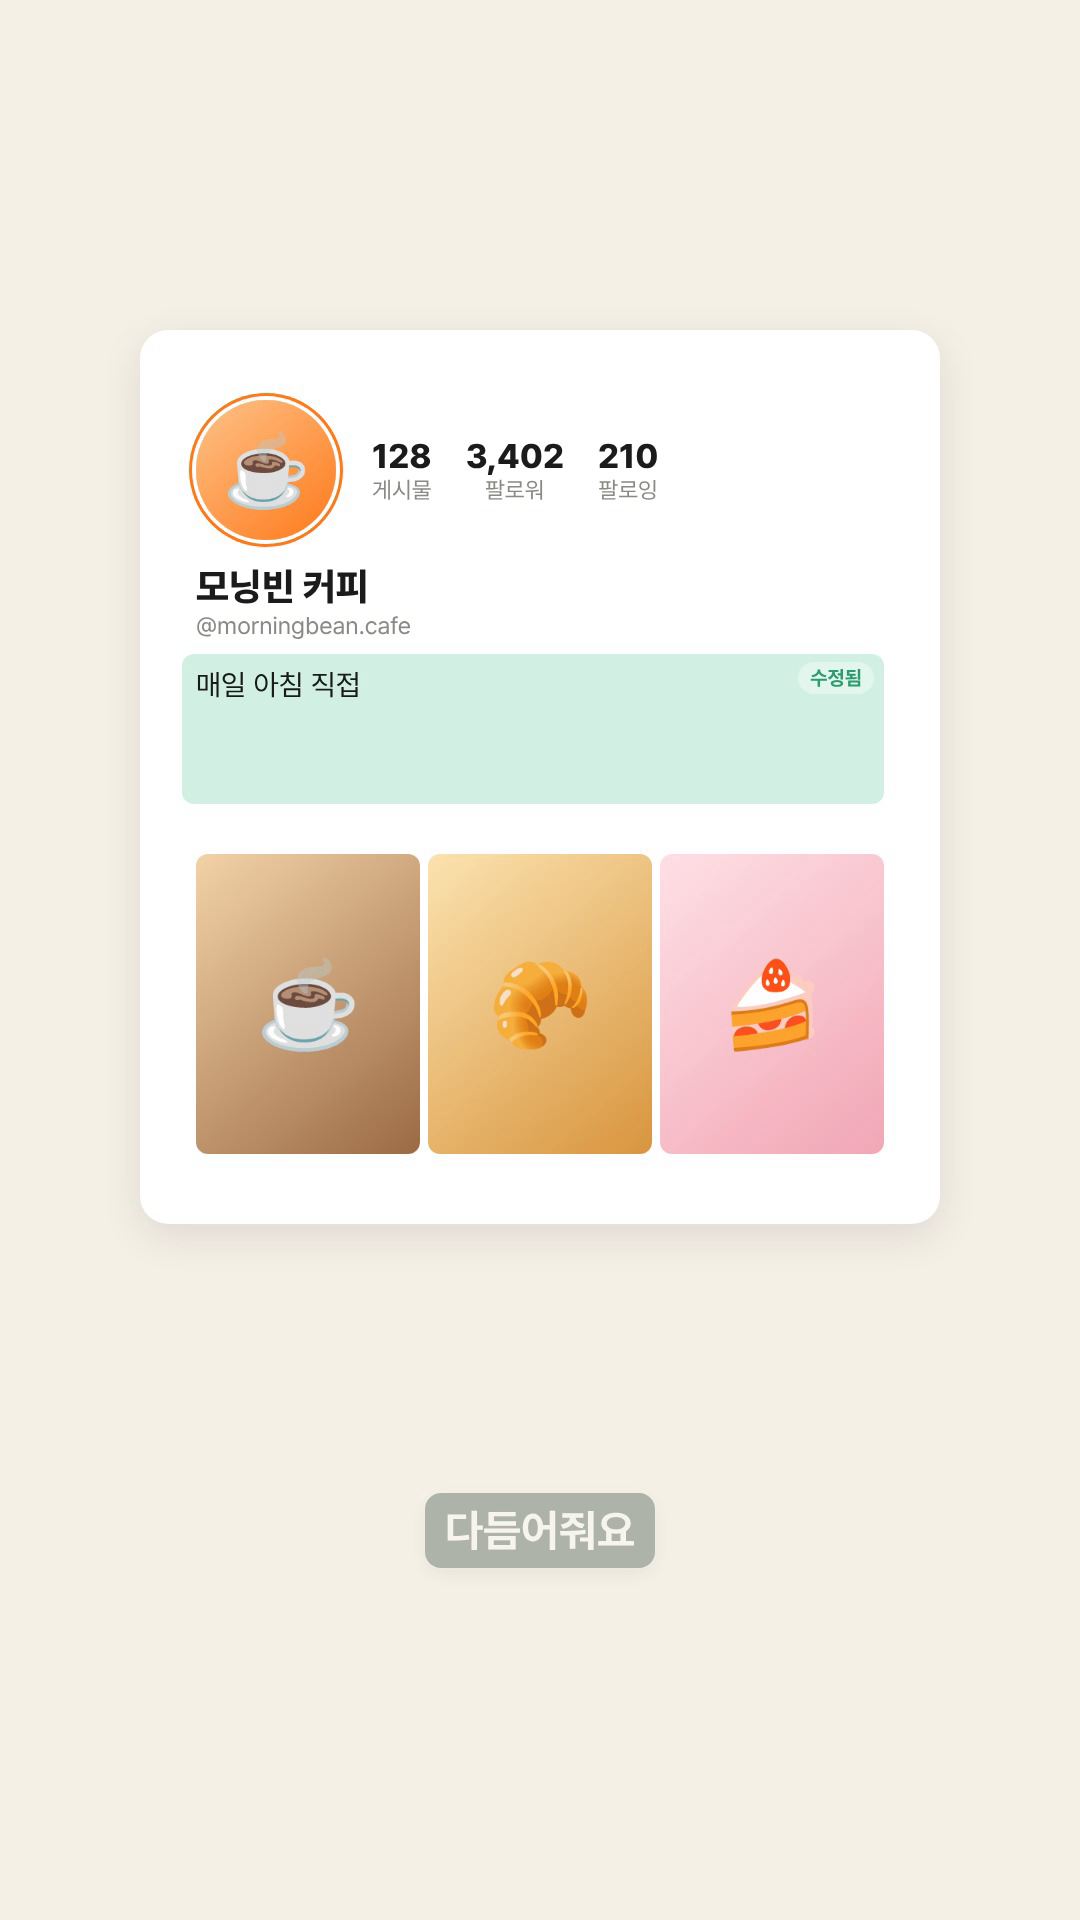 128 3,402 210
게시물 팔로워 팔로잉
모닝빈 커피
@morningbean.cafe
매일 아침 직접
수정됨
다듬어줘요